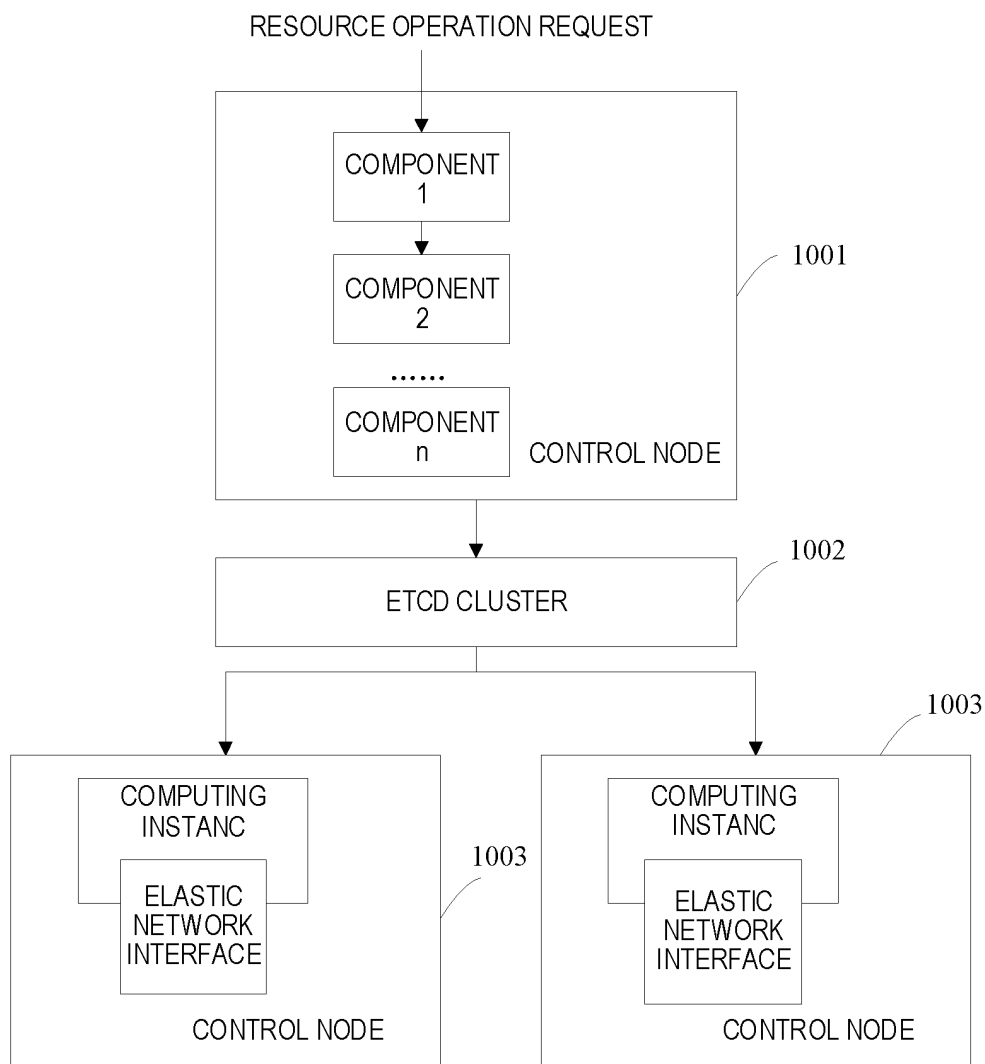 RESOURCE OPERATION REQUEST
COMPONENT
1
1001
COMPONENT
2
......
COMPONENT
n
CONTROL NODE
1002
ETCD CLUSTER
1003
COMPUTING
INSTANC
1003
ELASTIC
NETWORK
INTERFACE
CONTROL NODE
COMPUTING
INSTANC
ELASTIC
NETWORK
INTERFACE
CONTROL NODE